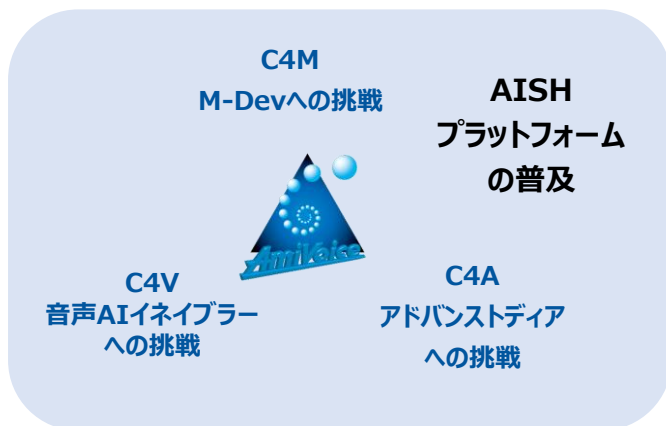 C4M
M-Devへの挑戦
AISH
プラットフォーム
の普及
AmiVoice
C4V
音声AIイネイブラー
への挑戦
C4A
アドバンストディア
への挑戦